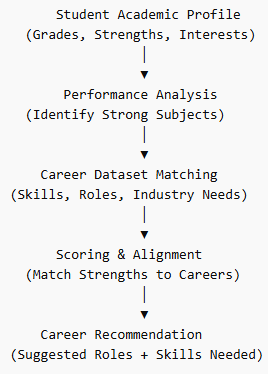 Student Academic Profile
(Grades, Strengths, Interests)
Performance Analysis
(Identify Strong Subjects)
Career Dataset Matching
(Skills, Roles, Industry Needs)
Scoring & Alignment
(Match Strengths to Careers)
Career Recommendation
(Suggested Roles + Skills Needed)